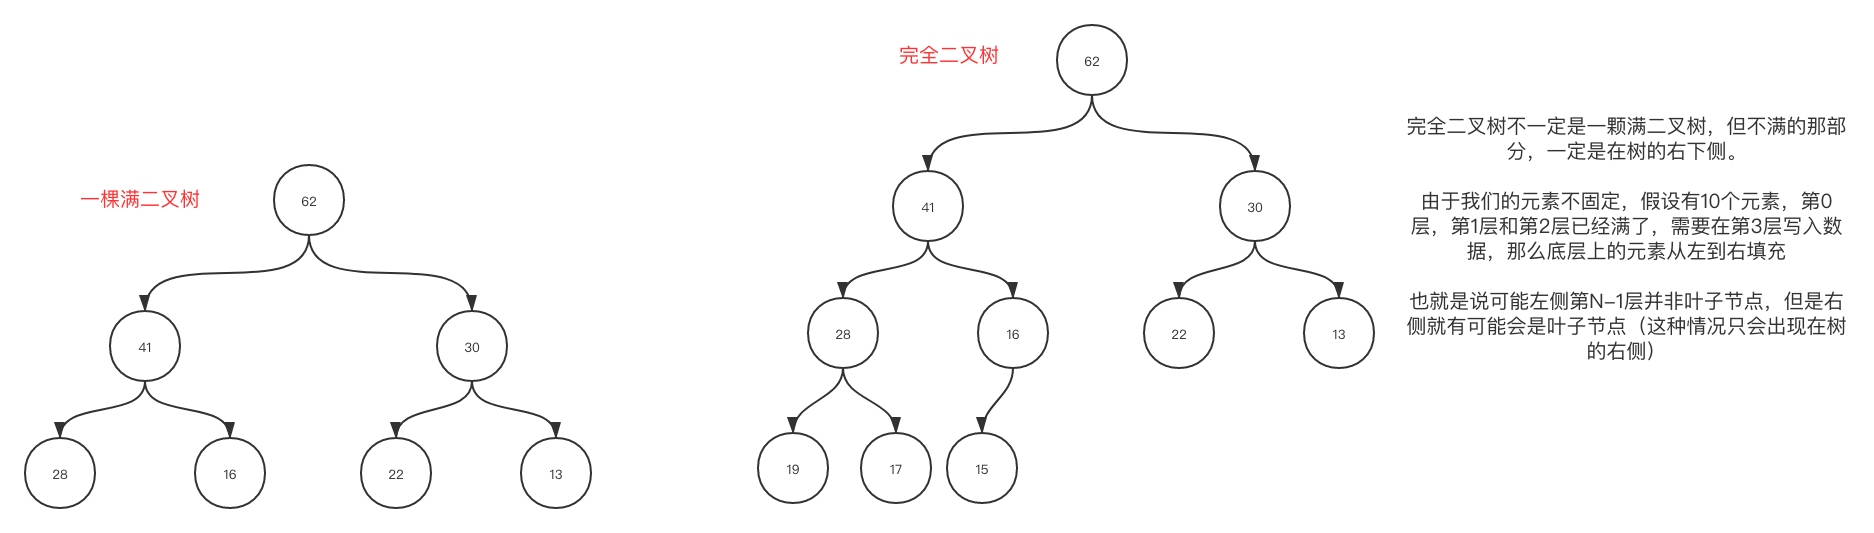 一棵满二叉树
62
41
30
28
16
22
13
完全二叉树
62
41
30
28
16
22
13
19
17
15
完全二叉树不一定是一颗满二叉树，但不满的那部
分，一定是在树的右下侧。
由于我们的元素不固定，假设有10个元素，第0
层，第1层和第2层已经满了，需要在第3层写入数
据，那么底层上的元素从左到右填充
也就是说可能左侧第N-1层并非叶子节点，但是右
侧就有可能会是叶子节点（这种情况只会出现在树
的右侧）